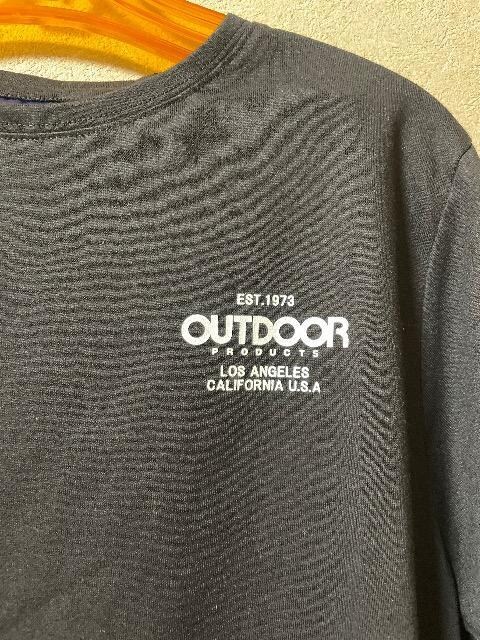 EST.1973
OUTDOOR
PRODUCTS
LOS ANGELES
CALIFORNIA U.S.A